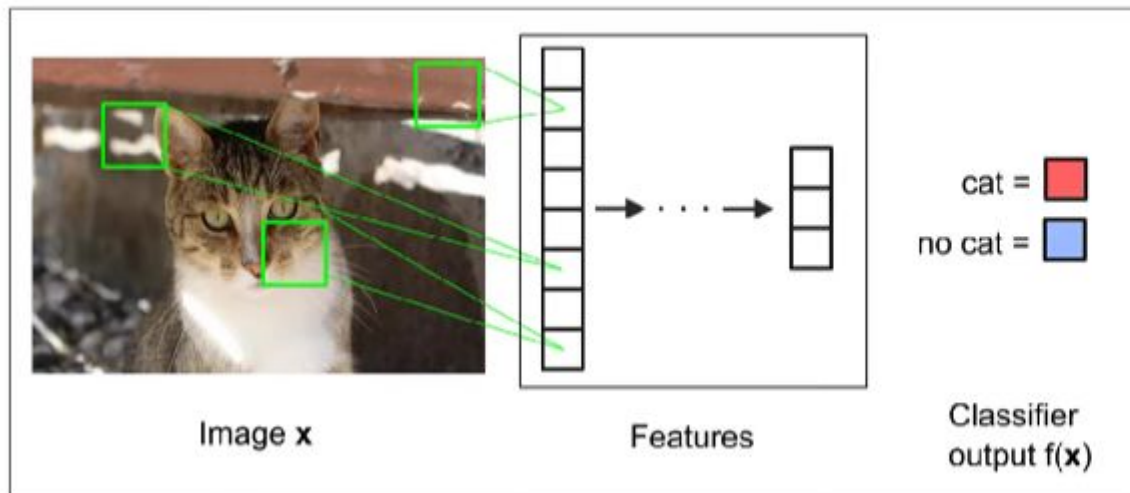 cat =
no cat =
Image x
Features
Classifier
output f(x)